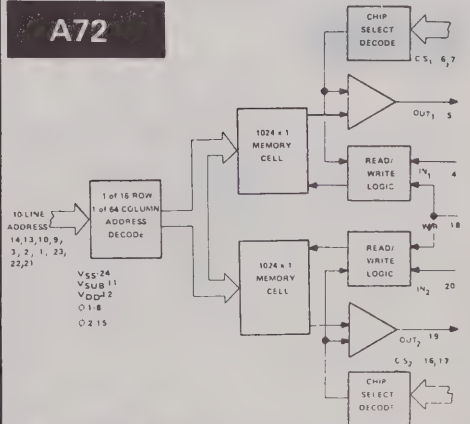 A72
CHIP
SELECT
DECODE
CS₁ 6,7
OUT₁ 5
1024 x 1
MEMORY
CELL
READ/
WRITE
LOGIC
IN₁ 4
1 of 16 ROW
1 of 64 COLUMN
ADDRESS
DECODE
10 LINE
ADDRESS
14,13,10,9,
3, 2, 1, 23,
22,21
W/R 18
READ/
WRITE
LOGIC
IN₂ 20
1024 x 1
MEMORY
CELL
VSS-24
VSUB 11
VDD-12
∅ 1-8
∅ 2 15
OUT₂ 19
CS₂ 16,17
CHIP
SELECT
DECODE